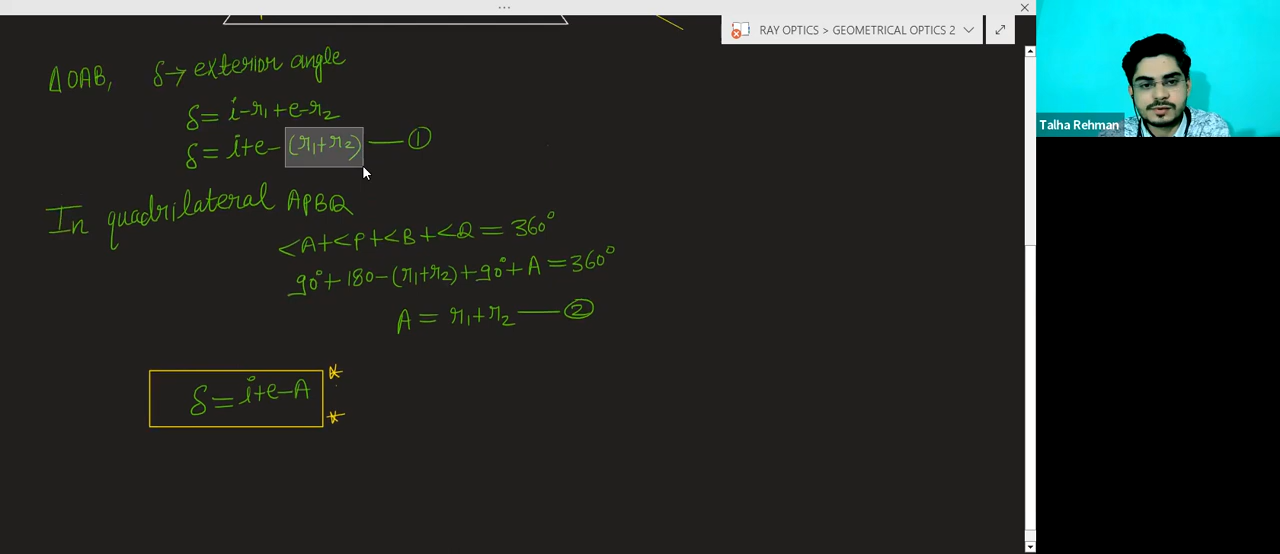 RAY OPTICS > GEOMETRICAL OPTICS 2
Talha Rehman
ΔOAB, δ→ exterior angle
δ = i-r₁+e-r₂
δ = i+e-(r₁+r₂) —— ①
In quadrilateral APBQ
<A+<P+<B+<Q = 360°
90°+180-(r₁+r₂)+90°+A = 360°
A = r₁+r₂ —— ②
δ = i+e-A